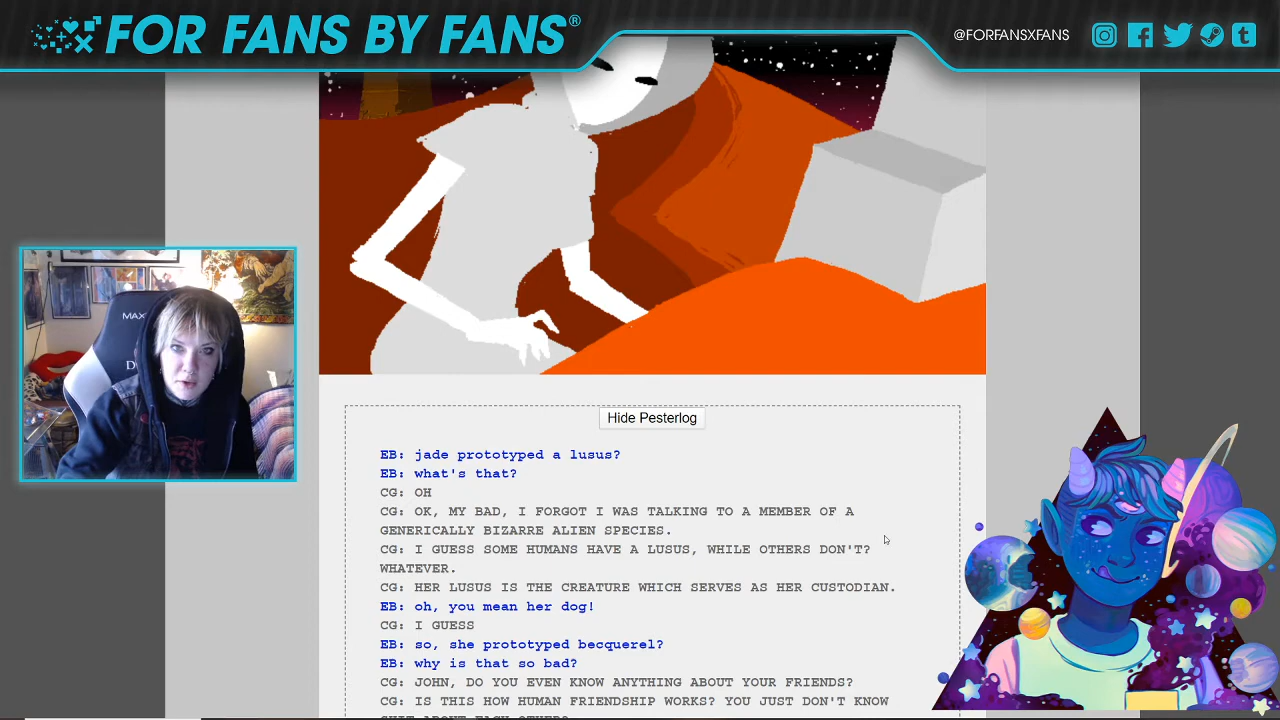 FOR FANS BY FANS®
@FORFANSXFANS
MAX
D
Hide Pesterlog
EB: jade prototyped a lusus?
EB: what's that?
CG: OH
CG: OK, MY BAD, I FORGOT I WAS TALKING TO A MEMBER OF A
GENERICALLY BIZARRE ALIEN SPECIES.
CG: I GUESS SOME HUMANS HAVE A LUSUS, WHILE OTHERS DON'T?
WHATEVER.
CG: HER LUSUS IS THE CREATURE WHICH SERVES AS HER CUSTODIAN.
EB: oh, you mean her dog!
CG: I GUESS
EB: so, she prototyped becquerel?
EB: why is that so bad?
CG: JOHN, DO YOU EVEN KNOW ANYTHING ABOUT YOUR FRIENDS?
CG: IS THIS HOW HUMAN FRIENDSHIP WORKS? YOU JUST DON'T KNOW